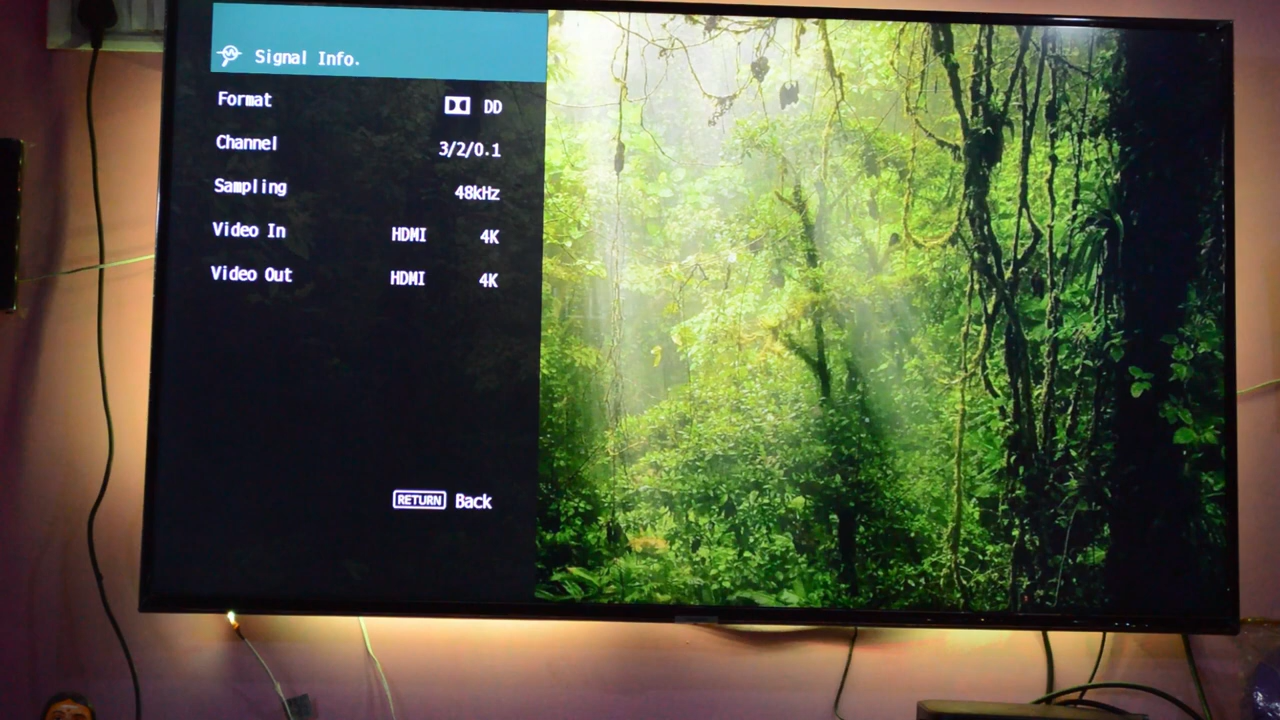 Signal Info.
Format DD
Channel 3/2/0.1
Sampling 48kHz
Video In HDMI 4K
Video Out HDMI 4K
RETURN Back